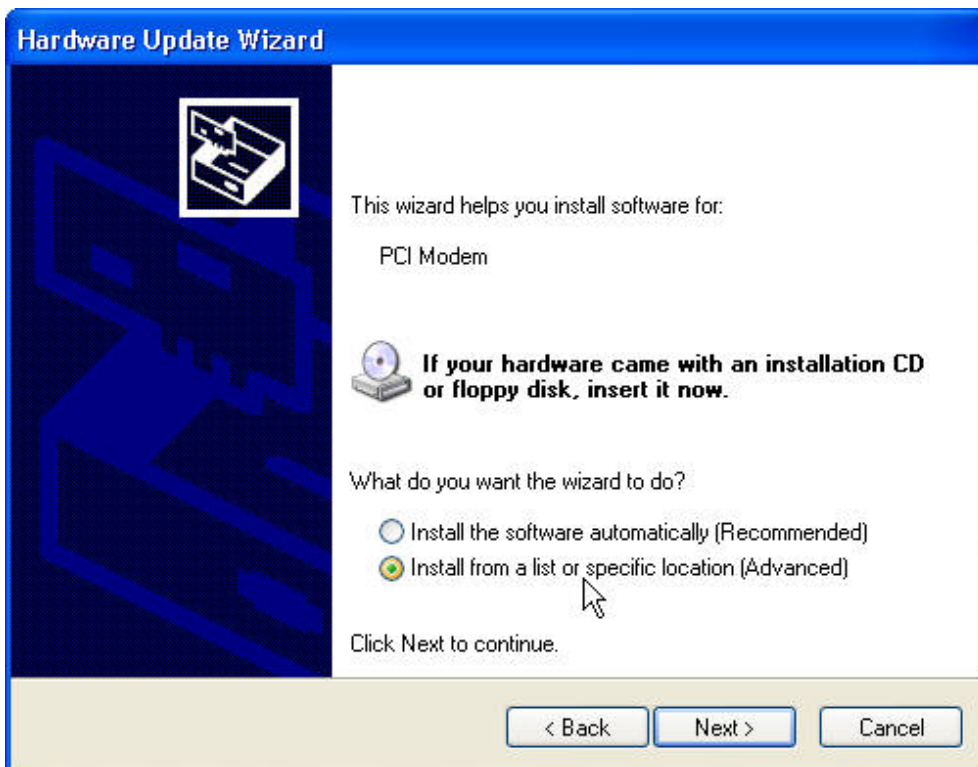 Hardware Update Wizard
This wizard helps you install software for:
PCI Modem
If your hardware came with an installation CD
or floppy disk, insert it now.
What do you want the wizard to do?
Install the software automatically (Recommended)
Install from a list or specific location (Advanced)
Click Next to continue.
< Back
Next >
Cancel